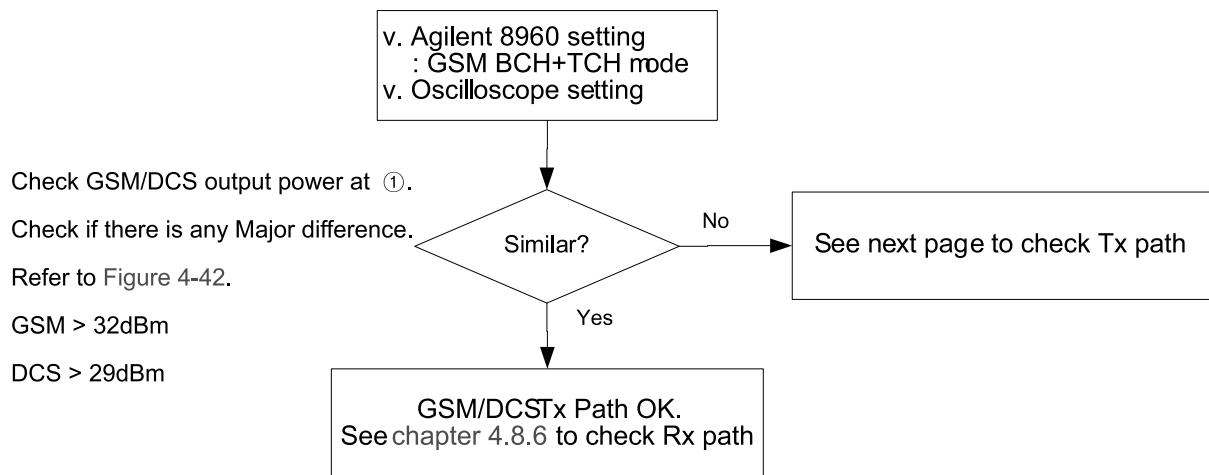 v. Agilent 8960 setting
: GSM BCH+TCH mode
v. Oscilloscope setting
Check GSM/DCS output power at ①.
Check if there is any Major difference.
Refer to Figure 4-42.
GSM > 32dBm
DCS > 29dBm
Similar?
No
See next page to check Tx path
Yes
GSM/DCSTx Path OK.
See chapter 4.8.6 to check Rx path